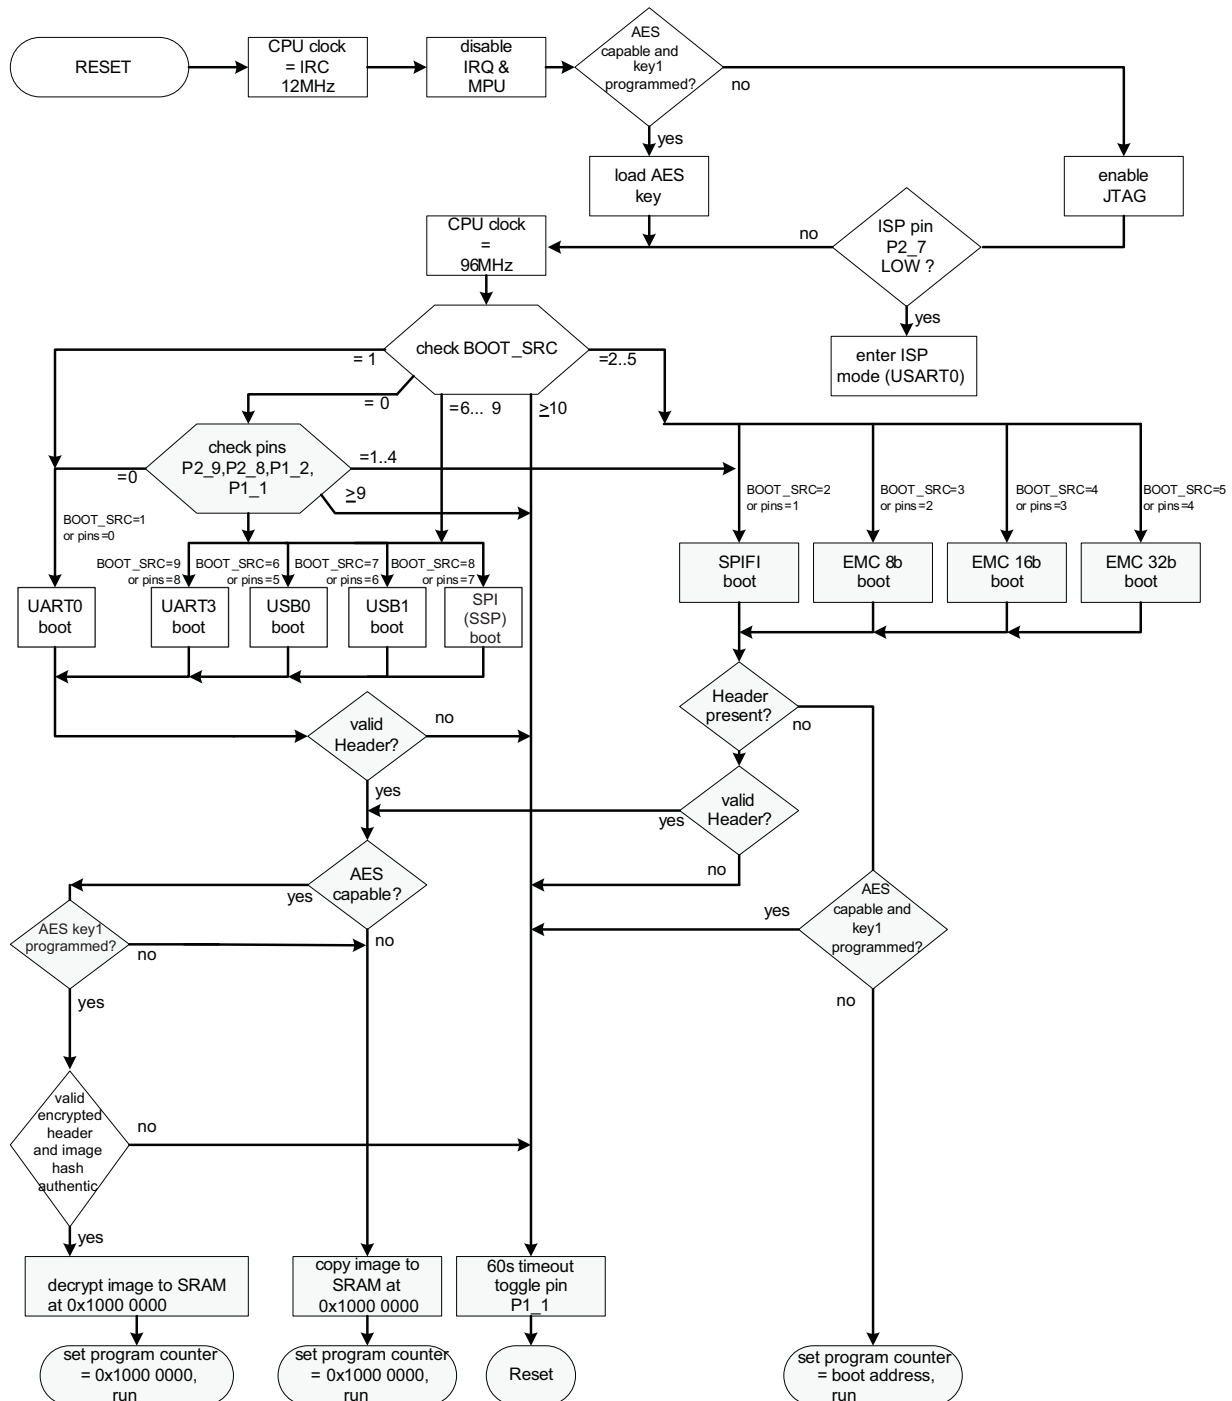 RESET
CPU clock
= IRC
12MHz
disable
IRQ &
MPU
AES
capable and
key1
programmed?
no
yes
load AES
key
enable
JTAG
ISP pin
P2_7
LOW ?
no
yes
CPU clock
=
96MHz
enter ISP
mode (USART0)
check BOOT_SRC
= 1
=2..5
= 0
=6... 9
≥10
check pins
P2_9,P2_8,P1_2,
P1_1
=0
=1..4
≥9
BOOT_SRC=1
or pins=0
BOOT_SRC=2
or pins=1
BOOT_SRC=3
or pins=2
BOOT_SRC=4
or pins=3
BOOT_SRC=5
or pins=4
BOOT_SRC=9
or pins=8
BOOT_SRC=6
or pins=5
BOOT_SRC=7
or pins=6
BOOT_SRC=8
or pins=7
SPIFI
boot
EMC 8b
boot
EMC 16b
boot
EMC 32b
boot
UART0
boot
UART3
boot
USB0
boot
USB1
boot
SPI
(SSP)
boot
Header
present?
no
valid
Header?
no
yes
valid
Header?
yes
no
AES
capable?
yes
no
AES
capable and
key1
programmed?
yes
no
AES key1
programmed?
no
yes
valid
encrypted
header
and image
hash
authentic
no
yes
decrypt image to SRAM
at 0x1000 0000
copy image to
SRAM at
0x1000 0000
60s timeout
toggle pin
P1_1
set program counter
= 0x1000 0000,
run
set program counter
= 0x1000 0000,
run
Reset
set program counter
= boot address,
run